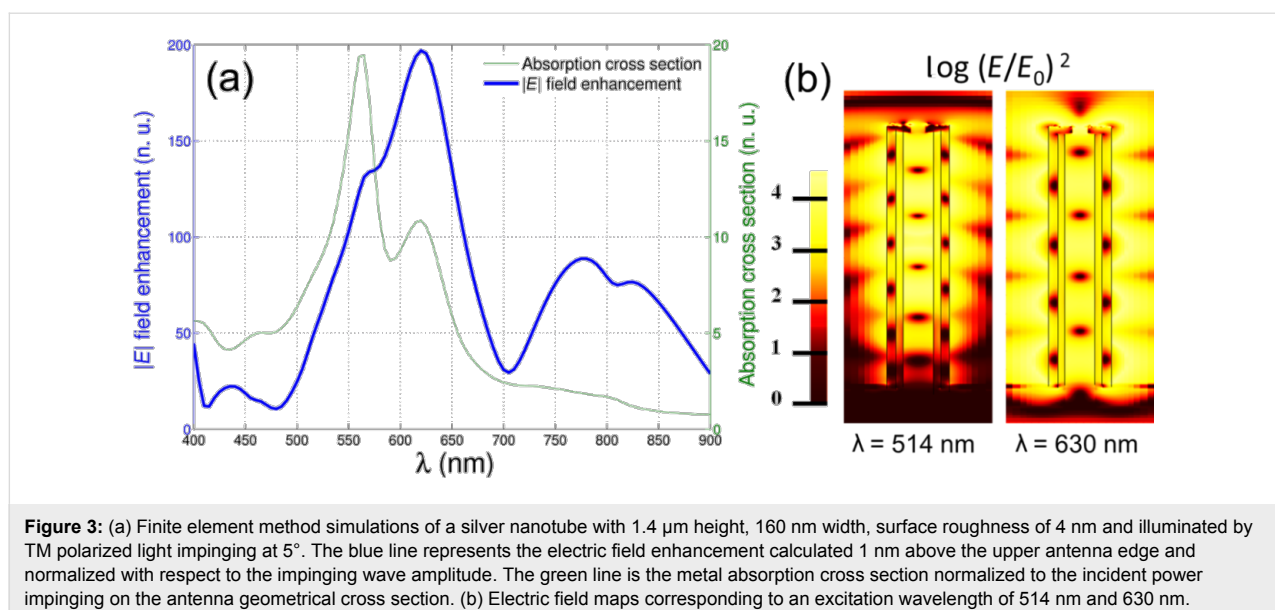 (a)
Absorption cross section
|E| field enhancement
|E| field enhancement (n. u.)
200
150
100
50
0
20
15
10
5
0
Absorption cross section (n. u.)
400 450 500 550 600 650 700 750 800 850 900
λ (nm)
(b)
log (E/E0) 2
4
3
2
1
0
λ = 514 nm
λ = 630 nm
Figure 3: (a) Finite element method simulations of a silver nanotube with 1.4 μm height, 160 nm width, surface roughness of 4 nm and illuminated by
TM polarized light impinging at 5°. The blue line represents the electric field enhancement calculated 1 nm above the upper antenna edge and
normalized with respect to the impinging wave amplitude. The green line is the metal absorption cross section normalized to the incident power
impinging on the antenna geometrical cross section. (b) Electric field maps corresponding to an excitation wavelength of 514 nm and 630 nm.